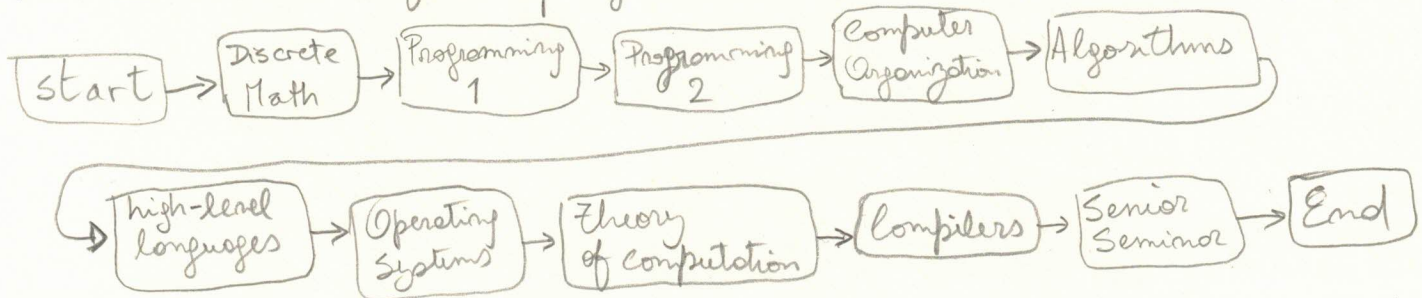 start
Discrete
Math
Programming
1
Programming
2
Computer
Organization
Algorithms
high-level
languages
Operating
Systems
Theory
of computation
Compilers
Senior
Seminar
End